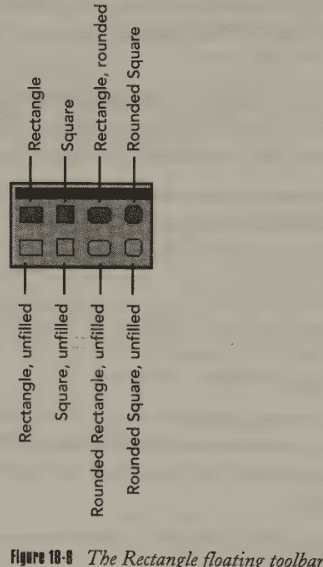 Rectangle
Square
Rectangle, rounded
Rounded Square
Rectangle, unfilled
Square, unfilled
Rounded Rectangle, unfilled
Rounded Square, unfilled
Figure 18-8 The Rectangle floating toolbar